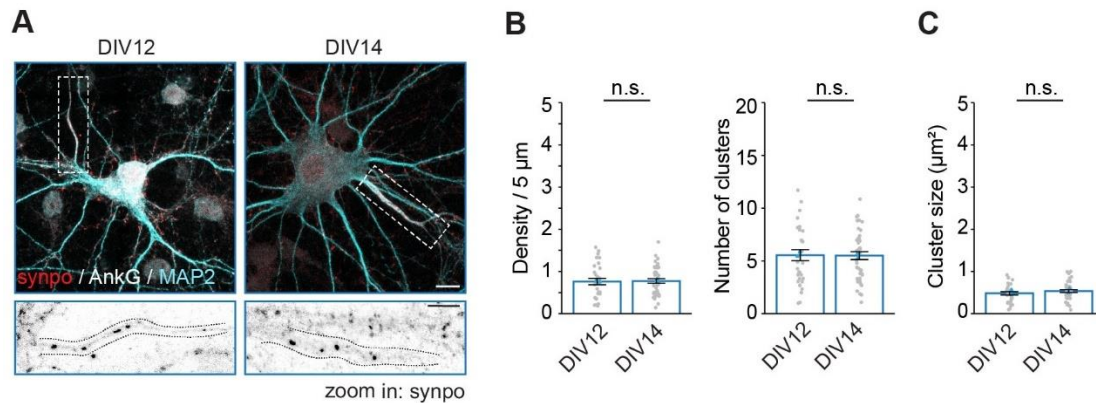 A
DIV12
DIV14
synpo / AnkG / MAP2
zoom in: synpo
B
n.s.
Density / 5 µm
5
4
3
2
1
0
DIV12
DIV14
n.s.
Number of clusters
20
15
10
5
0
DIV12
DIV14
C
n.s.
Cluster size (µm²)
5
4
3
2
1
0
DIV12
DIV14